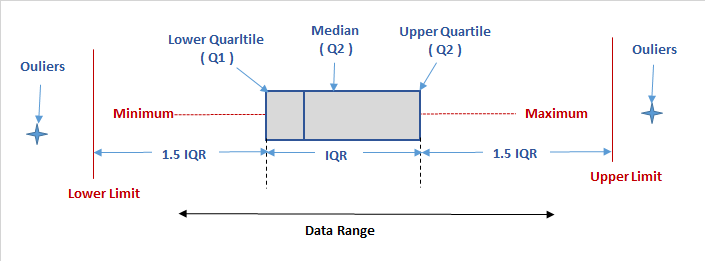 Lower Quarltile
( Q1 )
Median
( Q2 )
Upper Quartile
( Q2 )
Ouliers
Ouliers
Minimum
Maximum
1.5 IQR
IQR
1.5 IQR
Lower Limit
Upper Limit
Data Range